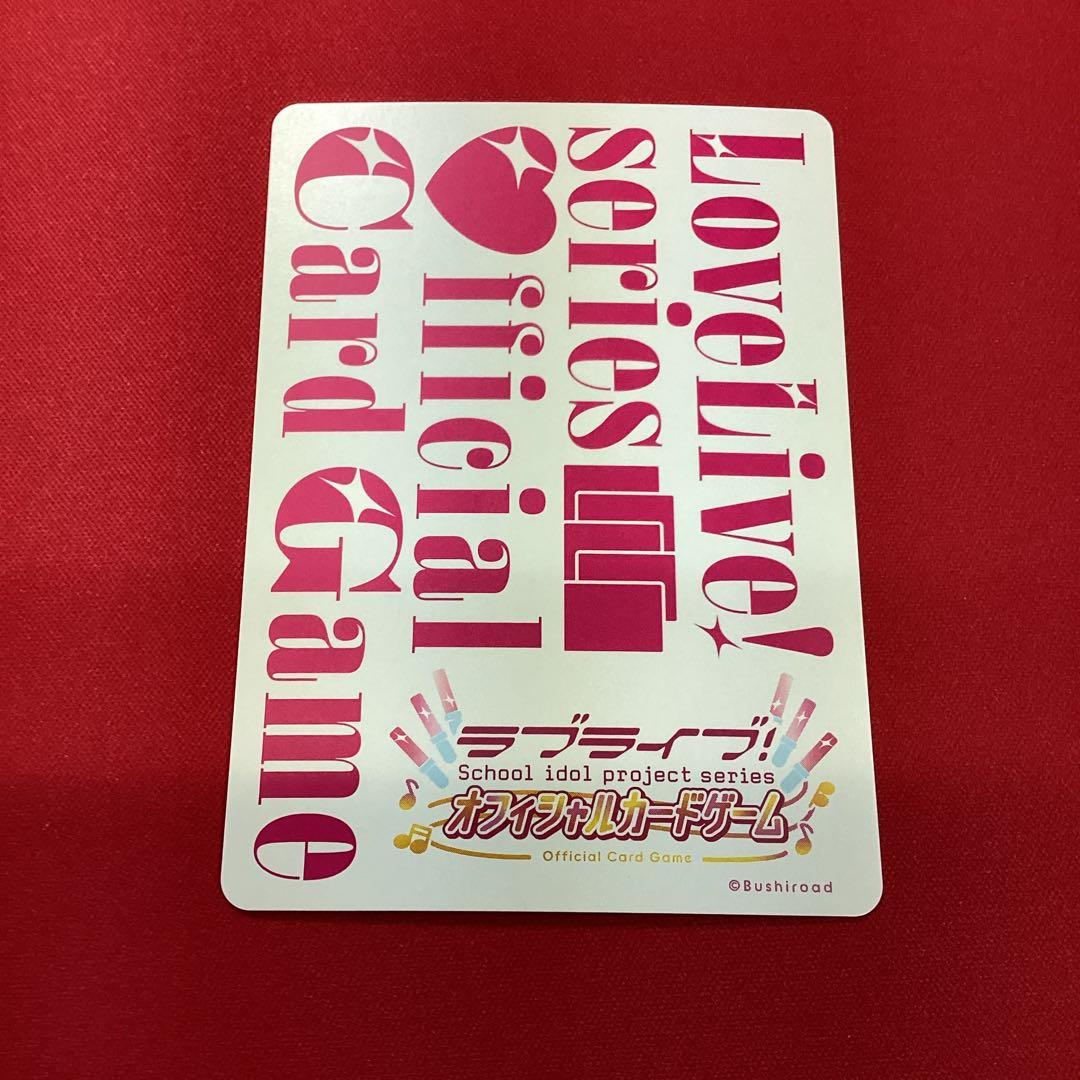 LoveLive!
series
Official
Card Game
ラブライブ!
School idol project series
オフィシャルカードゲーム
Official Card Game
©Bushiroad